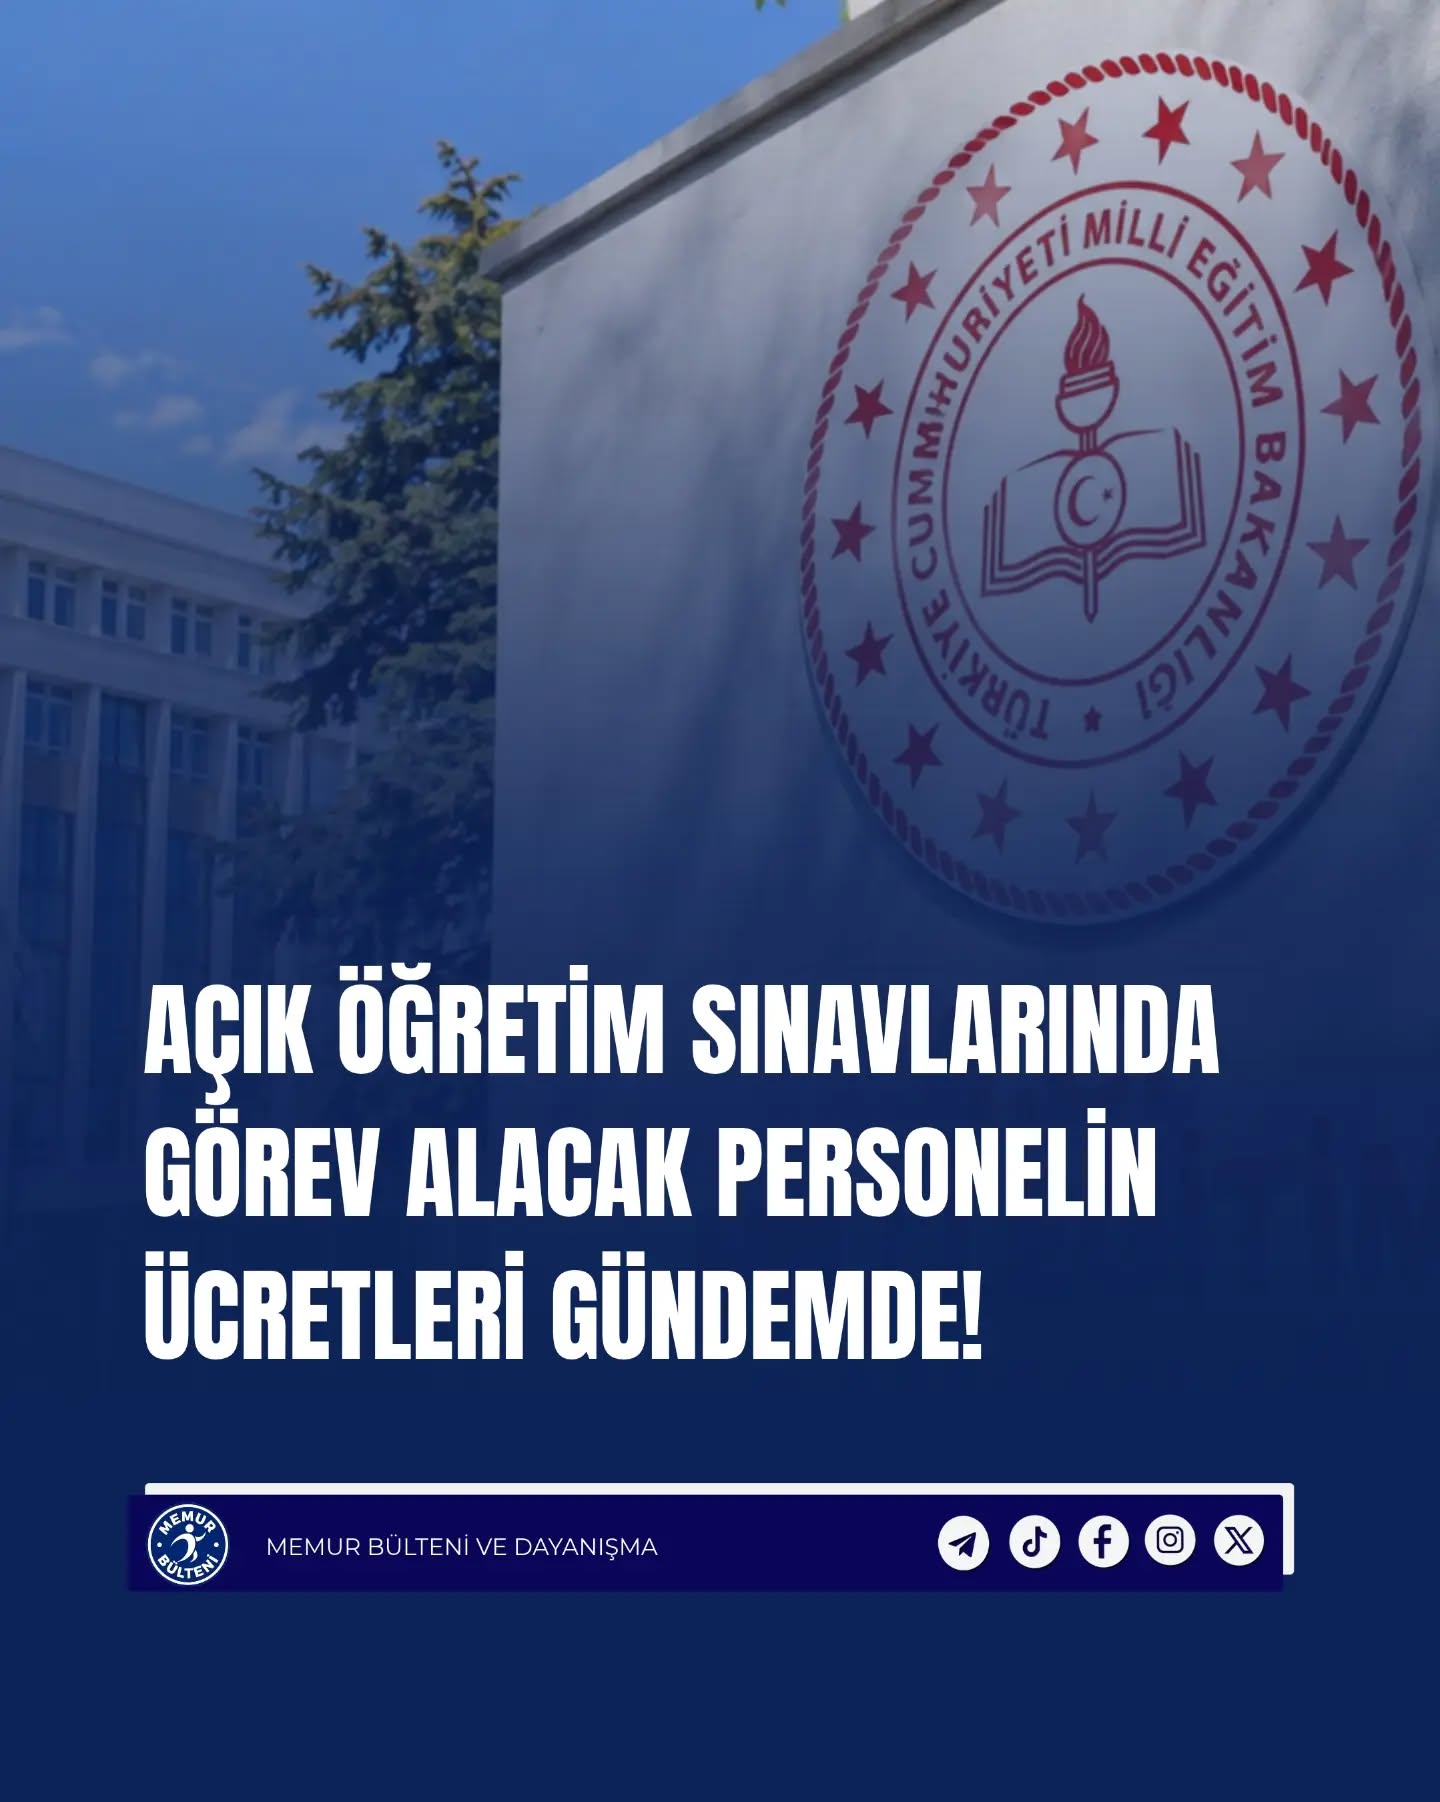 TÜRKİYE CUMMHURİYETİ MİLLİ EĞİTİM BAKANLIĞI
AÇIK ÖĞRETİM SINAVLARINDA
GÖREV ALACAK PERSONELİN
ÜCRETLERİ GÜNDEMDE!
MEMUR BÜLTENİ
MEMUR BÜLTENİ VE DAYANIŞMA